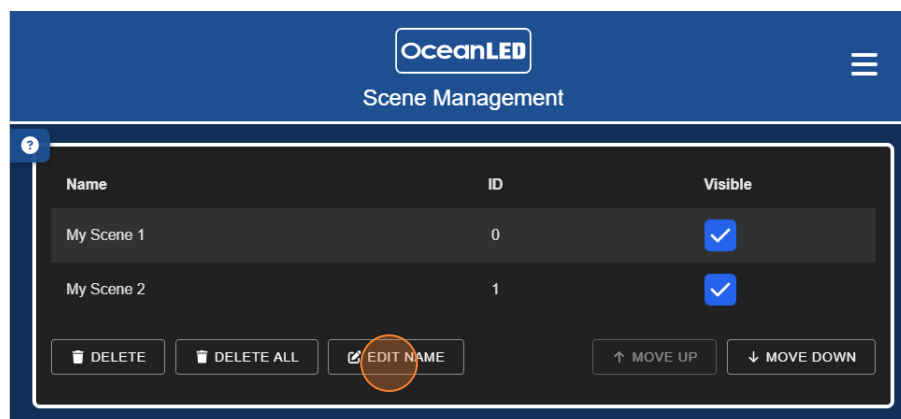 OceanLED
Scene Management
?
Name ID Visible
My Scene 1 0
My Scene 2 1
DELETE DELETE ALL EDIT NAME MOVE UP MOVE DOWN